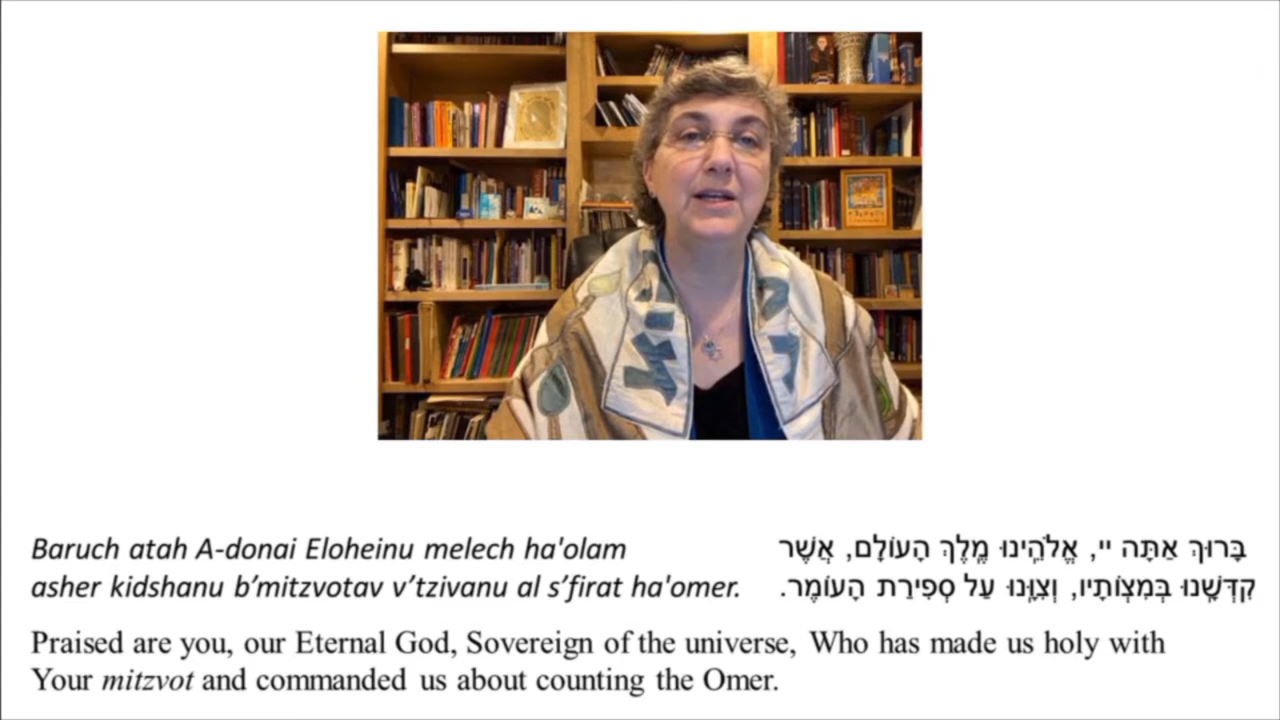 Baruch atah A-donai Eloheinu melech ha'olam
asher kidshanu b’mitzvotav v’tzivanu al s’firat ha'omer.
בָּרוּךְ אַתָּה יי, אֱלֹהֵֽינוּ מֶֽלֶךְ הָעוֹלָם, אֲשֶׁר
קִדְּשָֽׁנוּ בְּמִצְוֹתָיו, וְצִוָּֽנוּ עַל סְפִירַת הָעוֹמֶר.
Praised are you, our Eternal God, Sovereign of the universe, Who has made us holy with
Your mitzvot and commanded us about counting the Omer.